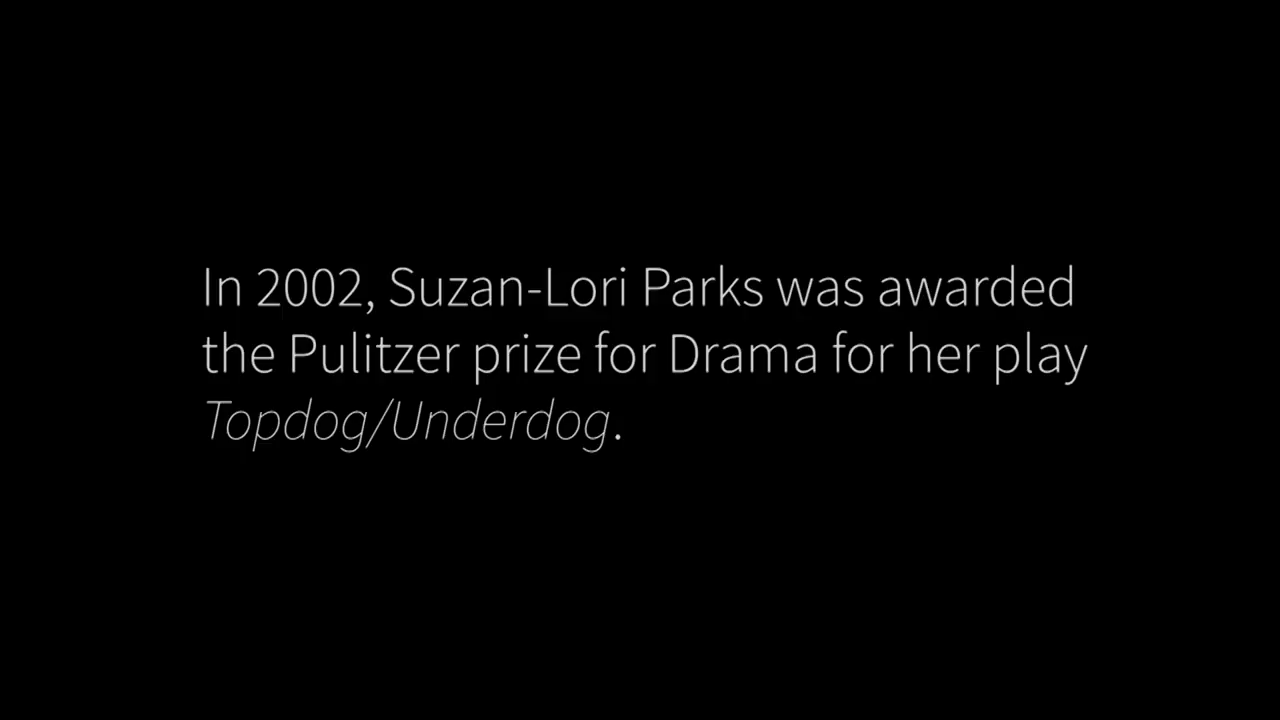 In 2002, Suzan-Lori Parks was awarded
the Pulitzer prize for Drama for her play
Topdog/Underdog.